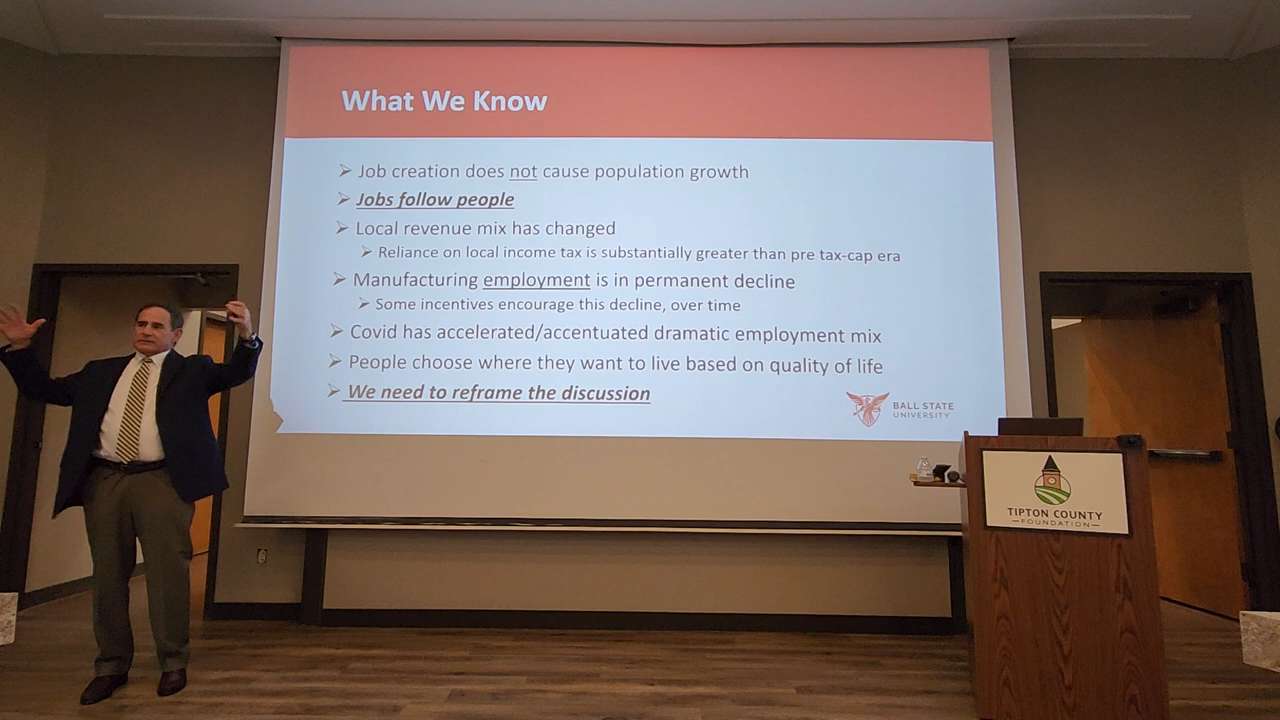 What We Know
➢ Job creation does not cause population growth
➢ Jobs follow people
➢ Local revenue mix has changed
➢ Reliance on local income tax is substantially greater than pre tax-cap era
➢ Manufacturing employment is in permanent decline
➢ Some incentives encourage this decline, over time
➢ Covid has accelerated/accentuated dramatic employment mix
➢ People choose where they want to live based on quality of life
➢ We need to reframe the discussion
BALL STATE
UNIVERSITY
TIPTON COUNTY
FOUNDATION